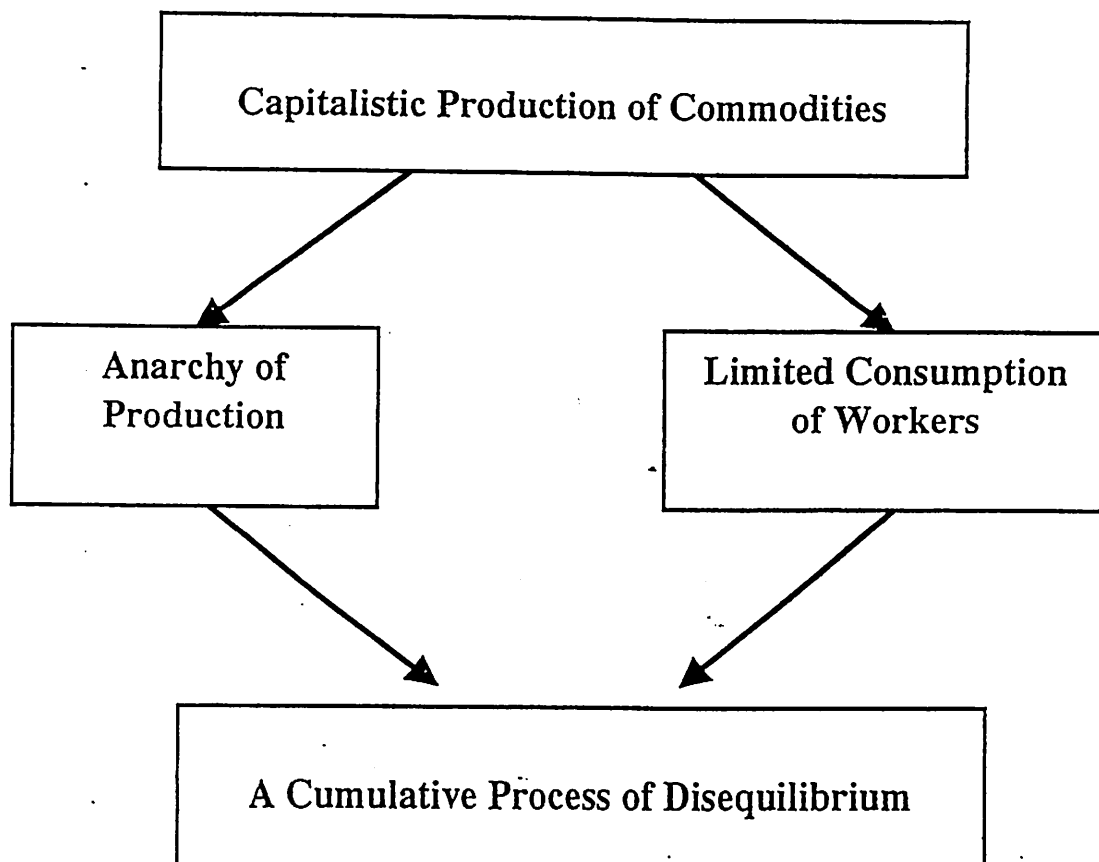 Capitalistic Production of Commodities
Anarchy of
Production
Limited Consumption
of Workers
A Cumulative Process of Disequilibrium